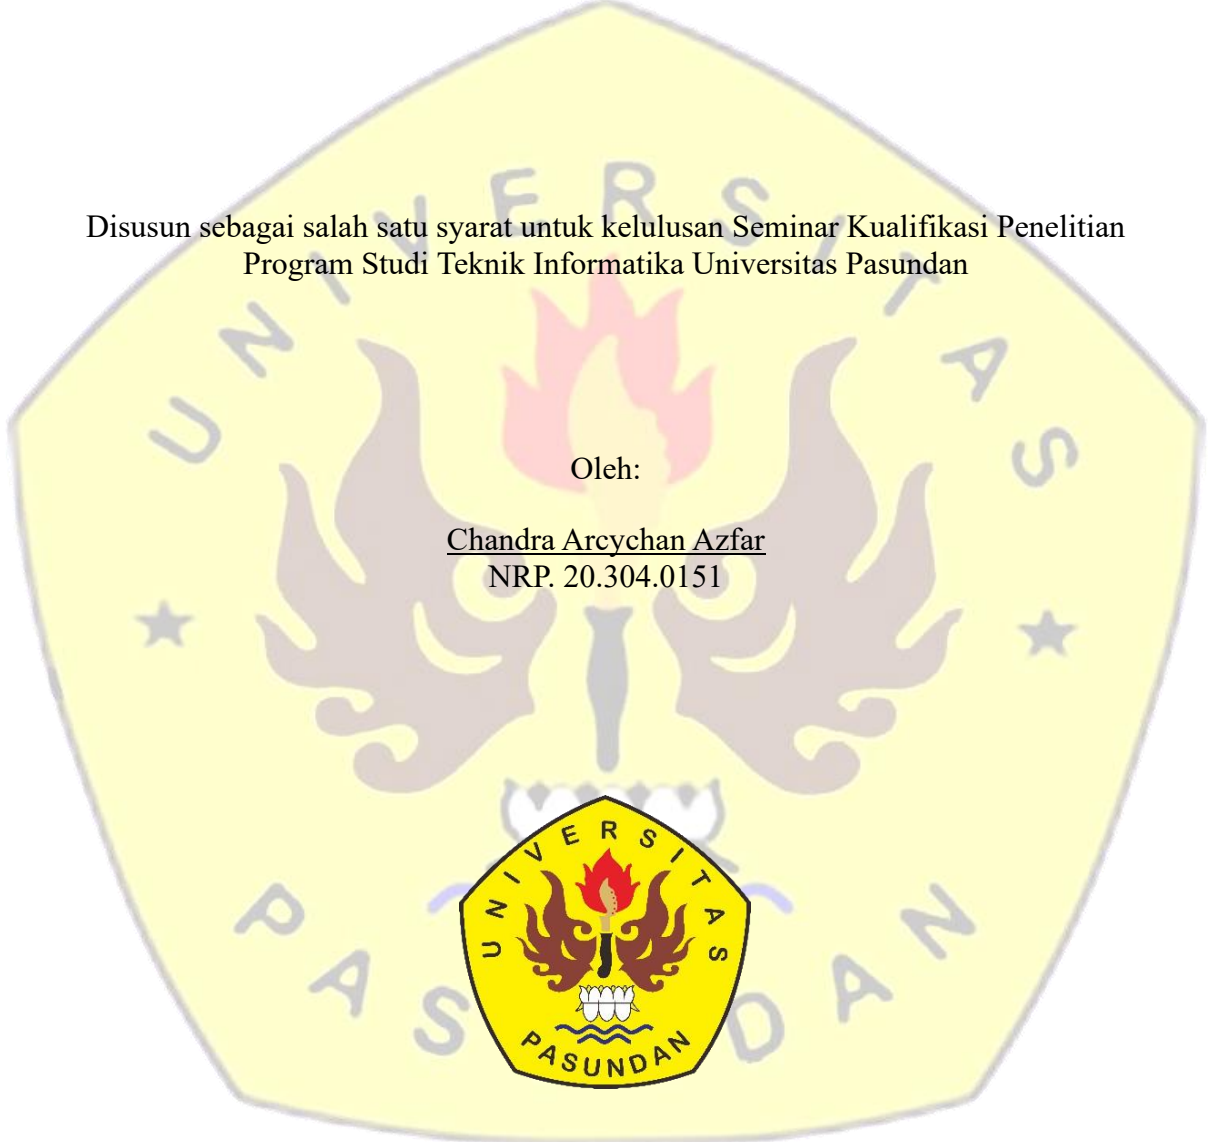 Disusun sebagai salah satu syarat untuk kelulusan Seminar Kualifikasi Penelitian
Program Studi Teknik Informatika Universitas Pasundan
Oleh:
Chandra Arcychan Azfar
NRP. 20.304.0151
UNIVERSITAS
PASUNDAN
UNIVERSITAS
PASUNDAN